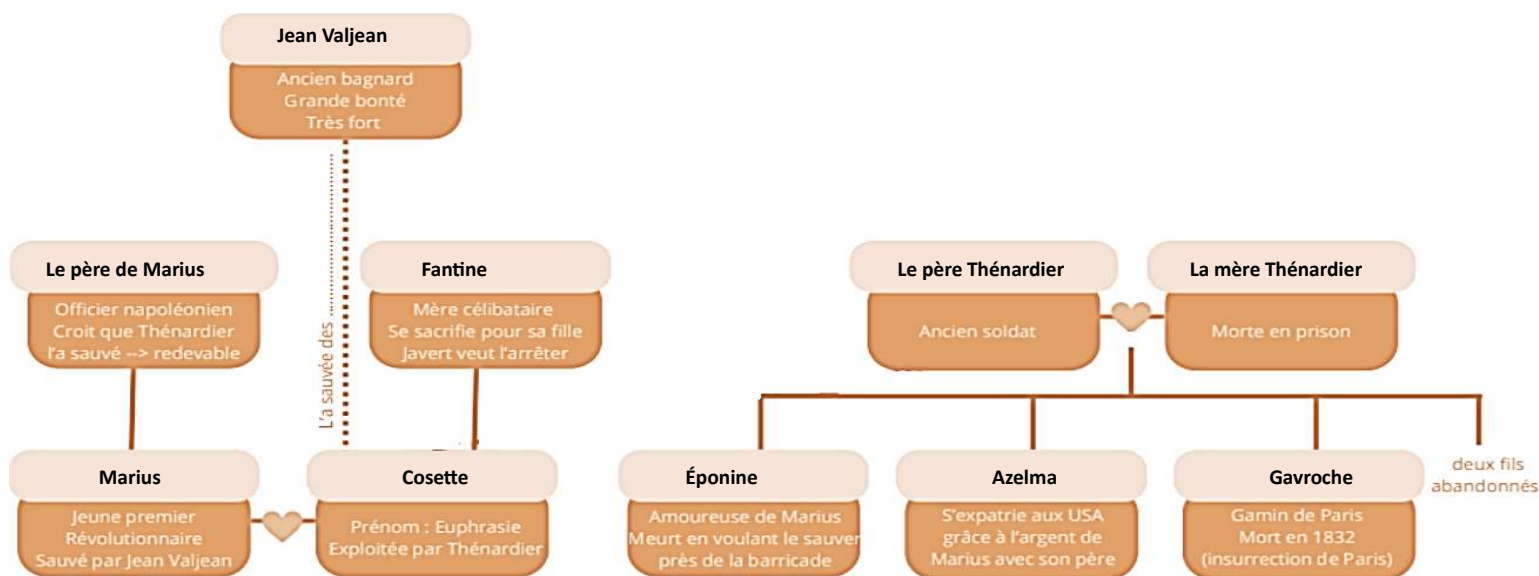 Jean Valjean
Ancien bagnard
Grande bonté
Très fort
L'a sauvée des ........................
Le père de Marius
Officier napoléonien
Croit que Thénardier
l'a sauvé --> redevable
Fantine
Mère célibataire
Se sacrifie pour sa fille
Javert veut l'arrêter
Le père Thénardier
Ancien soldat
La mère Thénardier
Morte en prison
Marius
Jeune premier
Révolutionnaire
Sauvé par Jean Valjean
Cosette
Prénom : Euphrasie
Exploitée par Thénardier
Éponine
Amoureuse de Marius
Meurt en voulant le sauver
près de la barricade
Azelma
S'expatrie aux USA
grâce à l'argent de
Marius avec son père
Gavroche
Gamin de Paris
Mort en 1832
(insurrection de Paris)
deux fils
abandonnés